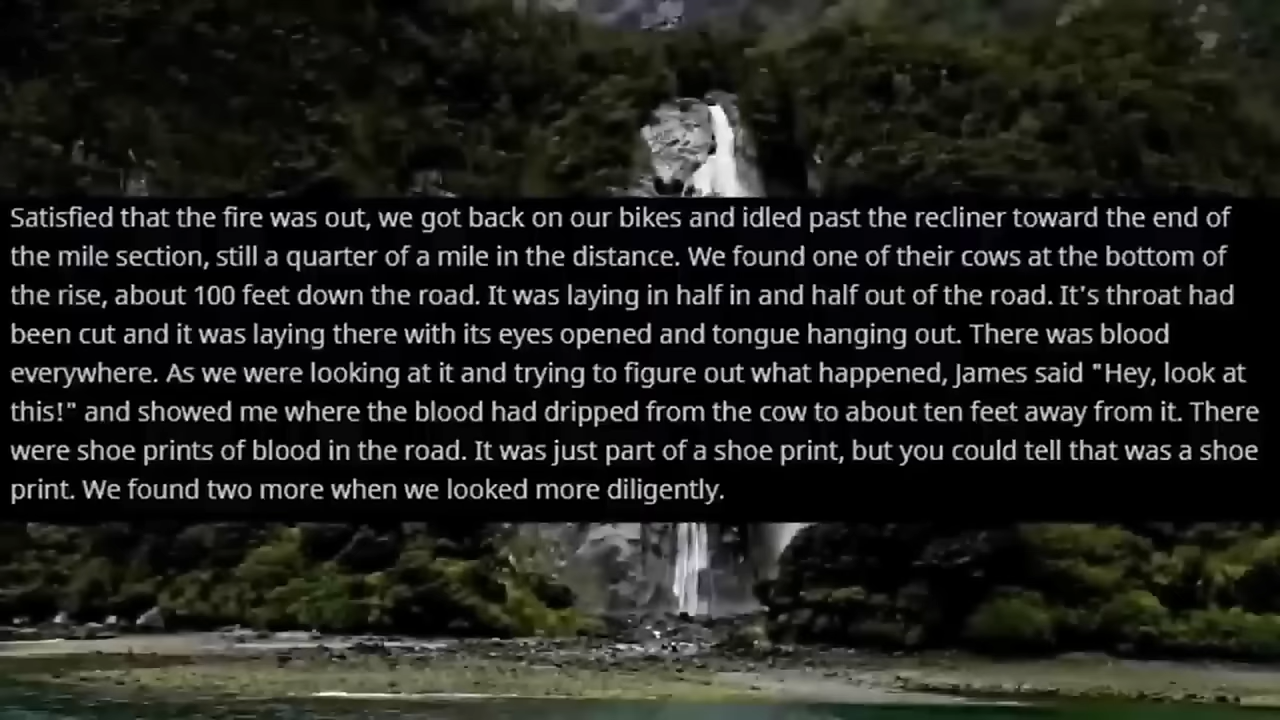 Satisfied that the fire was out, we got back on our bikes and idled past the recliner toward the end of
the mile section, still a quarter of a mile in the distance. We found one of their cows at the bottom of
the rise, about 100 feet down the road. It was laying in half in and half out of the road. It's throat had
been cut and it was laying there with its eyes opened and tongue hanging out. There was blood
everywhere. As we were looking at it and trying to figure out what happened, James said "Hey, look at
this!" and showed me where the blood had dripped from the cow to about ten feet away from it. There
were shoe prints of blood in the road. It was just part of a shoe print, but you could tell that was a shoe
print. We found two more when we looked more diligently.